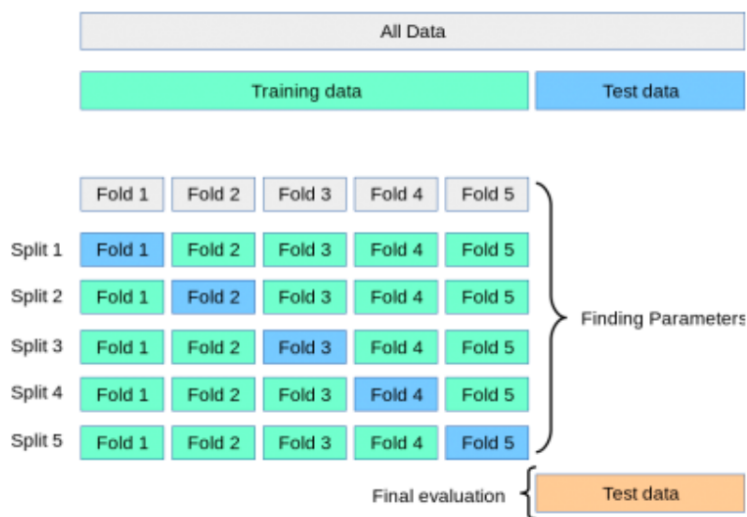 All Data
Training data Test data
Fold 1 Fold 2 Fold 3 Fold 4 Fold 5
Split 1 Fold 1 Fold 2 Fold 3 Fold 4 Fold 5
Split 2 Fold 1 Fold 2 Fold 3 Fold 4 Fold 5
Finding Parameters
Split 3 Fold 1 Fold 2 Fold 3 Fold 4 Fold 5
Split 4 Fold 1 Fold 2 Fold 3 Fold 4 Fold 5
Split 5 Fold 1 Fold 2 Fold 3 Fold 4 Fold 5
Final evaluation Test data